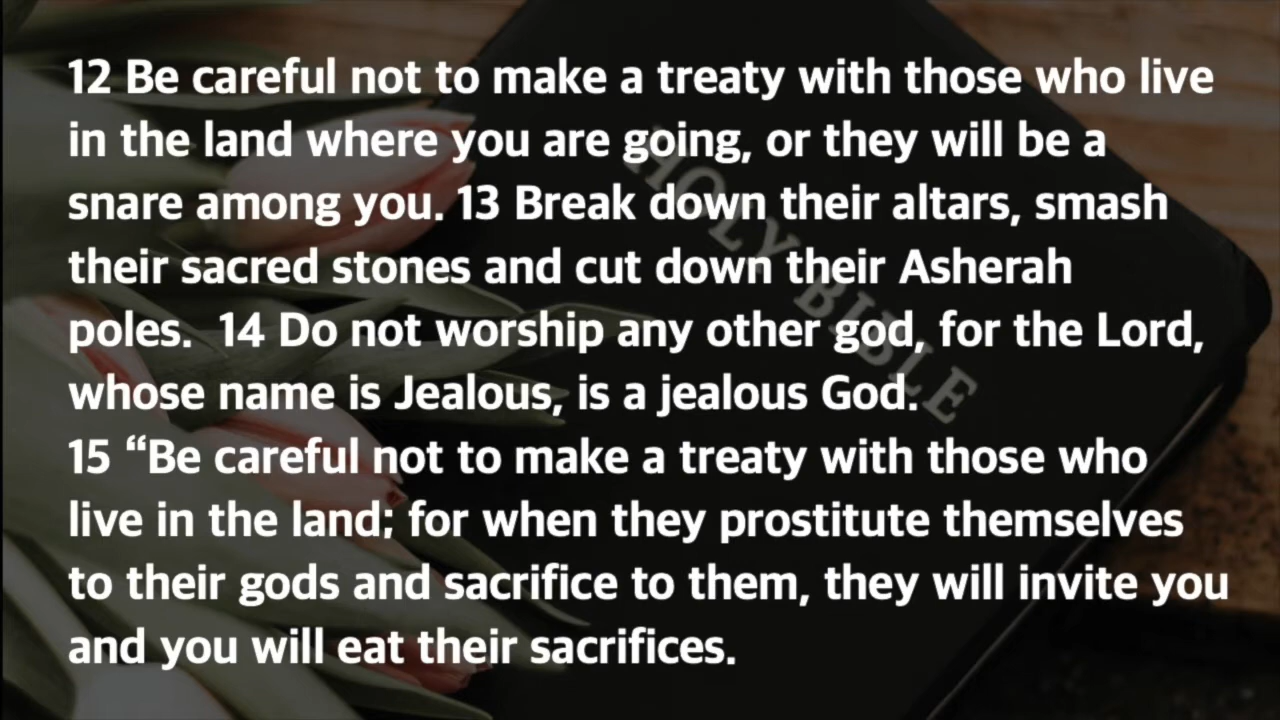 12 Be careful not to make a treaty with those who live
in the land where you are going, or they will be a
snare among you. 13 Break down their altars, smash
their sacred stones and cut down their Asherah
poles.  14 Do not worship any other god, for the Lord,
whose name is Jealous, is a jealous God.
15 “Be careful not to make a treaty with those who
live in the land; for when they prostitute themselves
to their gods and sacrifice to them, they will invite you
and you will eat their sacrifices.
HOLY BIBLE